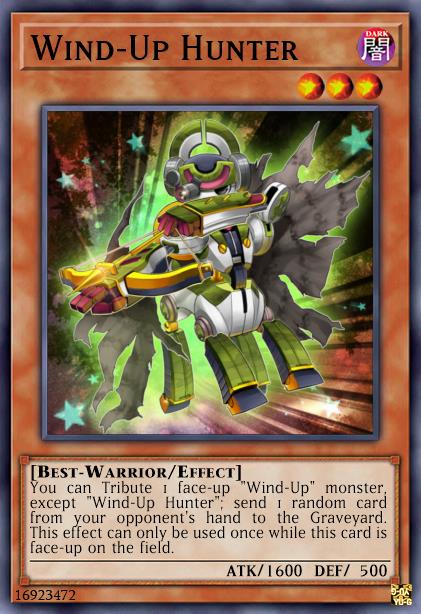 WIND-UP HUNTER
DARK
闇
[BEST-WARRIOR/EFFECT]
You can Tribute 1 face-up "Wind-Up" monster,
except "Wind-Up Hunter"; send 1 random card
from your opponent's hand to the Graveyard.
This effect can only be used once while this card is
face-up on the field.
ATK/1600 DEF/ 500
16923472